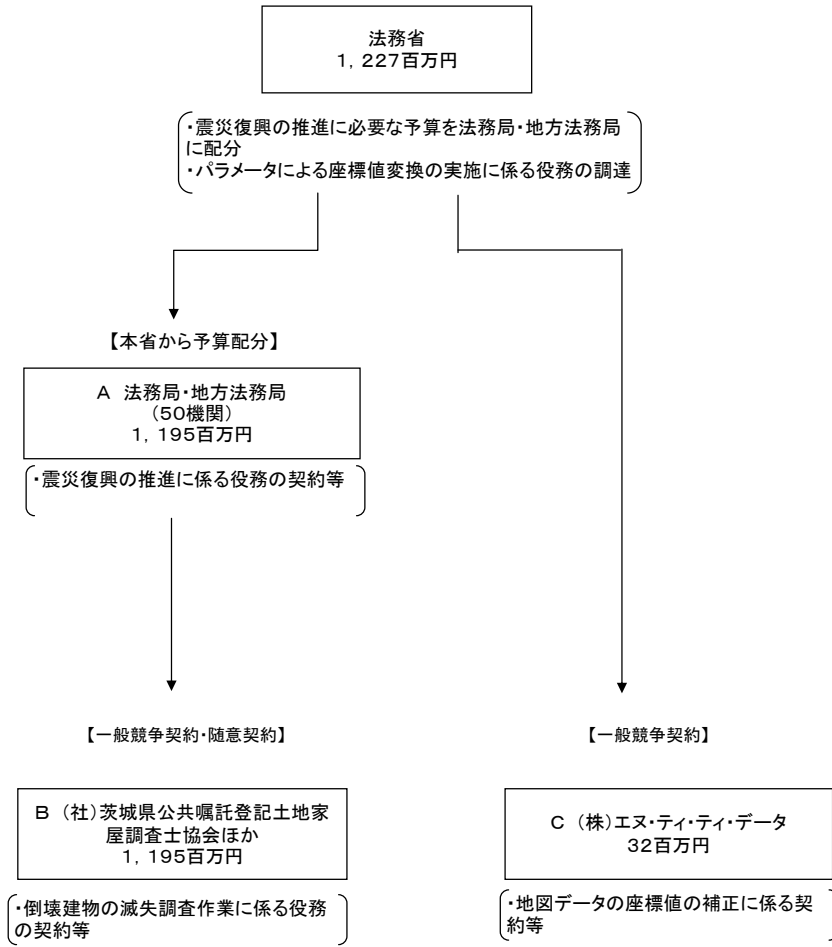 法務省
１，２２７百万円
・震災復興の推進に必要な予算を法務局・地方法務局
に配分
・パラメータによる座標値変換の実施に係る役務の調達
【本省から予算配分】
Ａ　法務局・地方法務局
（50機関）
１，１９５百万円
・震災復興の推進に係る役務の契約等
【一般競争契約・随意契約】
Ｂ　（社）茨城県公共嘱託登記土地家
屋調査士協会ほか
１，１９５百万円
・倒壊建物の滅失調査作業に係る役務
の契約等
【一般競争契約】
Ｃ　（株）エヌ・ティ・ティ・データ
32百万円
・地図データの座標値の補正に係る契
約等